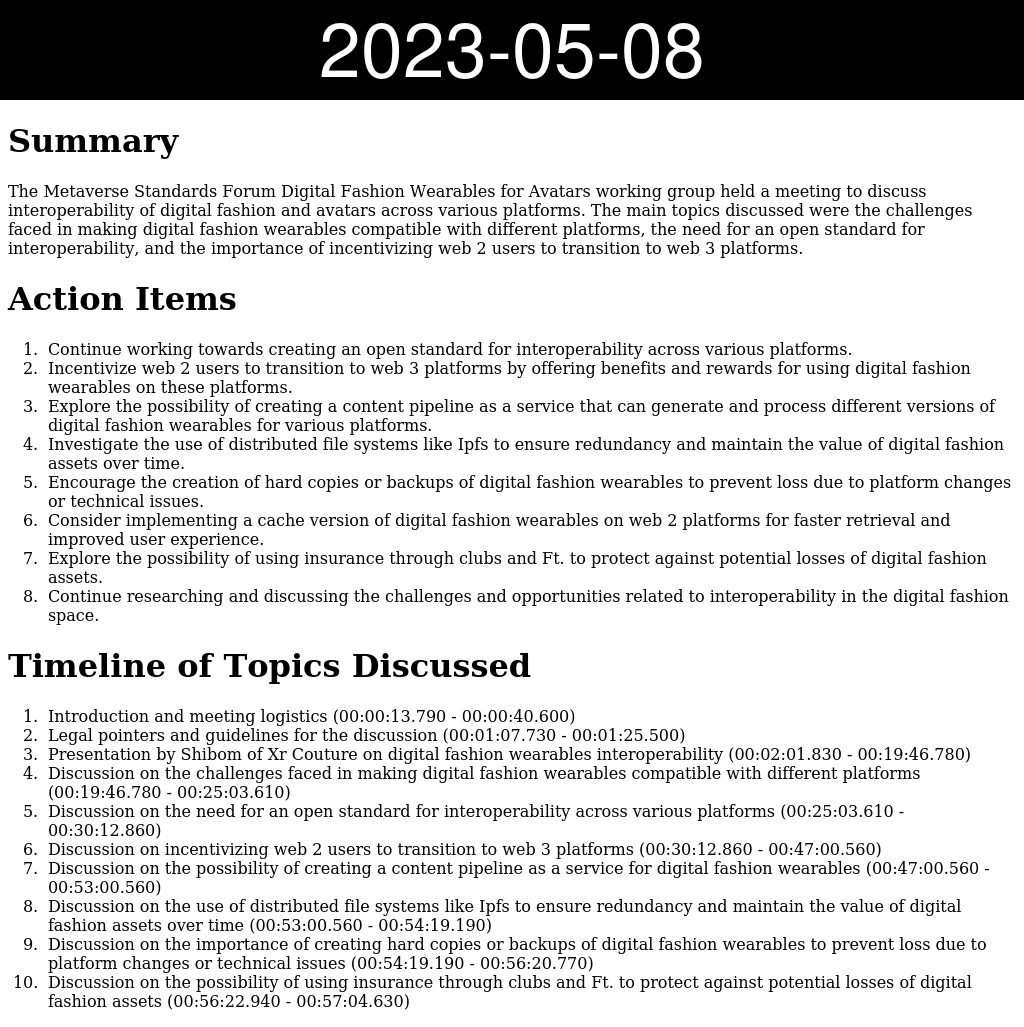 2023-05-08
Summary
The Metaverse Standards Forum Digital Fashion Wearables for Avatars working group held a meeting to discuss
interoperability of digital fashion and avatars across various platforms. The main topics discussed were the challenges
faced in making digital fashion wearables compatible with different platforms, the need for an open standard for
interoperability, and the importance of incentivizing web 2 users to transition to web 3 platforms.
Action Items
1. Continue working towards creating an open standard for interoperability across various platforms.
2. Incentivize web 2 users to transition to web 3 platforms by offering benefits and rewards for using digital fashion
wearables on these platforms.
3. Explore the possibility of creating a content pipeline as a service that can generate and process different versions of
digital fashion wearables for various platforms.
4. Investigate the use of distributed file systems like Ipfs to ensure redundancy and maintain the value of digital fashion
assets over time.
5. Encourage the creation of hard copies or backups of digital fashion wearables to prevent loss due to platform changes
or technical issues.
6. Consider implementing a cache version of digital fashion wearables on web 2 platforms for faster retrieval and
improved user experience.
7. Explore the possibility of using insurance through clubs and Ft. to protect against potential losses of digital fashion
assets.
8. Continue researching and discussing the challenges and opportunities related to interoperability in the digital fashion
space.
Timeline of Topics Discussed
1. Introduction and meeting logistics (00:00:13.790 - 00:00:40.600)
2. Legal pointers and guidelines for the discussion (00:01:07.730 - 00:01:25.500)
3. Presentation by Shibom of Xr Couture on digital fashion wearables interoperability (00:02:01.830 - 00:19:46.780)
4. Discussion on the challenges faced in making digital fashion wearables compatible with different platforms
(00:19:46.780 - 00:25:03.610)
5. Discussion on the need for an open standard for interoperability across various platforms (00:25:03.610 -
00:30:12.860)
6. Discussion on incentivizing web 2 users to transition to web 3 platforms (00:30:12.860 - 00:47:00.560)
7. Discussion on the possibility of creating a content pipeline as a service for digital fashion wearables (00:47:00.560 -
00:53:00.560)
8. Discussion on the use of distributed file systems like Ipfs to ensure redundancy and maintain the value of digital
fashion assets over time (00:53:00.560 - 00:54:19.190)
9. Discussion on the importance of creating hard copies or backups of digital fashion wearables to prevent loss due to
platform changes or technical issues (00:54:19.190 - 00:56:20.770)
10. Discussion on the possibility of using insurance through clubs and Ft. to protect against potential losses of digital
fashion assets (00:56:22.940 - 00:57:04.630)